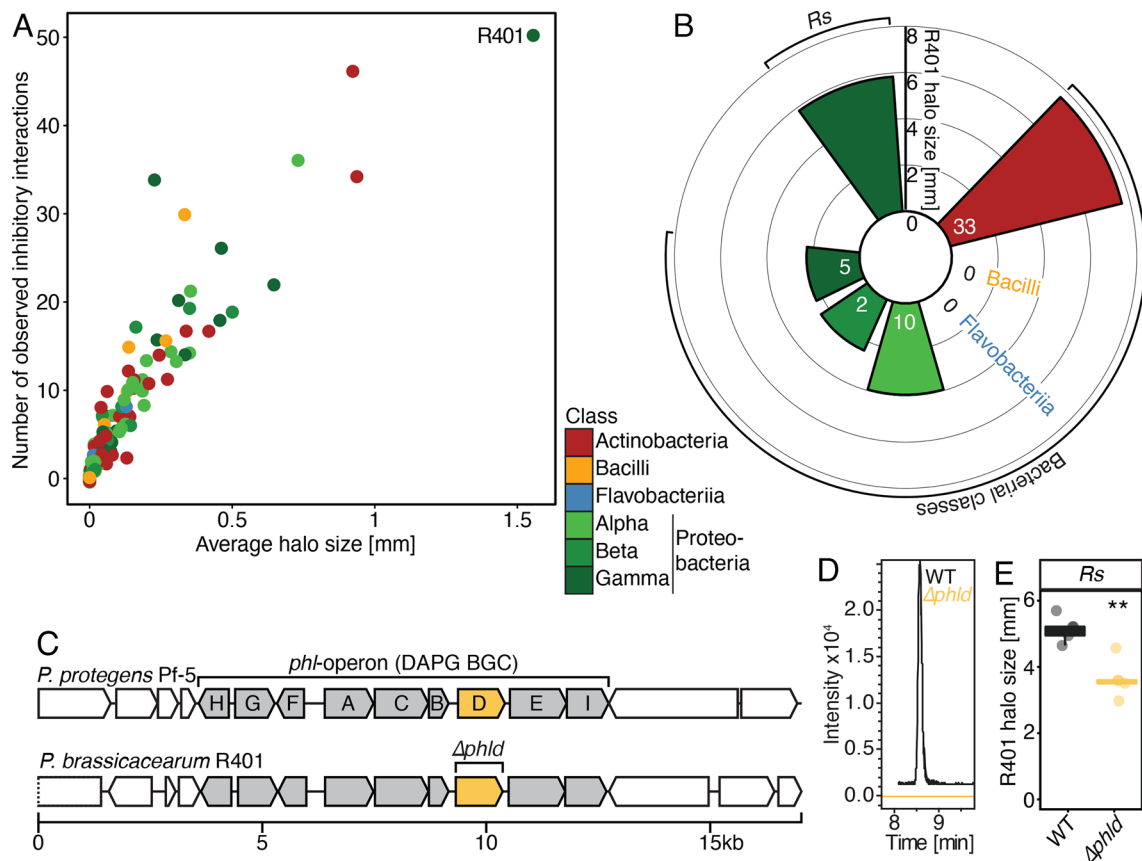 A
Number of observed inhibitory interactions
50
40
30
20
10
0
R401
0
0.5
1
1.5
Average halo size [mm]
Class
Actinobacteria
Bacilli
Flavobacteriia
Alpha
Beta
Gamma
Proteo-
bacteria
B
Rs
8
6
4
2
0
R401 halo size [mm]
33
0
Bacilli
0
Flavobacteriia
10
2
5
Bacterial classes
C
P. protegens Pf-5
phl-operon (DAPG BGC)
H G F A C B D E I
P. brassicacearum R401
Δphld
0 5 10 15kb
D
WT
Δphld
Intensity x10⁴
2.0
1.5
1.0
0.5
0.0
8 9
Time [min]
E
Rs
**
R401 halo size [mm]
6
4
2
0
WT
Δphld